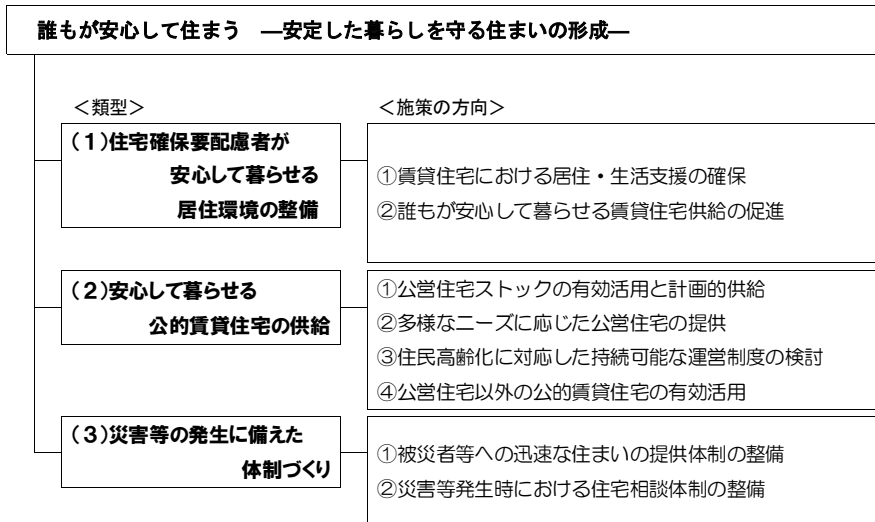 誰もが安心して住まう　―安定した暮らしを守る住まいの形成―
＜類型＞
＜施策の方向＞
（１）住宅確保要配慮者が
安心して暮らせる
居住環境の整備
①賃貸住宅における居住・生活支援の確保
②誰もが安心して暮らせる賃貸住宅供給の促進
（２）安心して暮らせる
公的賃貸住宅の供給
①公営住宅ストックの有効活用と計画的供給
②多様なニーズに応じた公営住宅の提供
③住民高齢化に対応した持続可能な運営制度の検討
④公営住宅以外の公的賃貸住宅の有効活用
（３）災害等の発生に備えた
体制づくり
①被災者等への迅速な住まいの提供体制の整備
②災害等発生時における住宅相談体制の整備